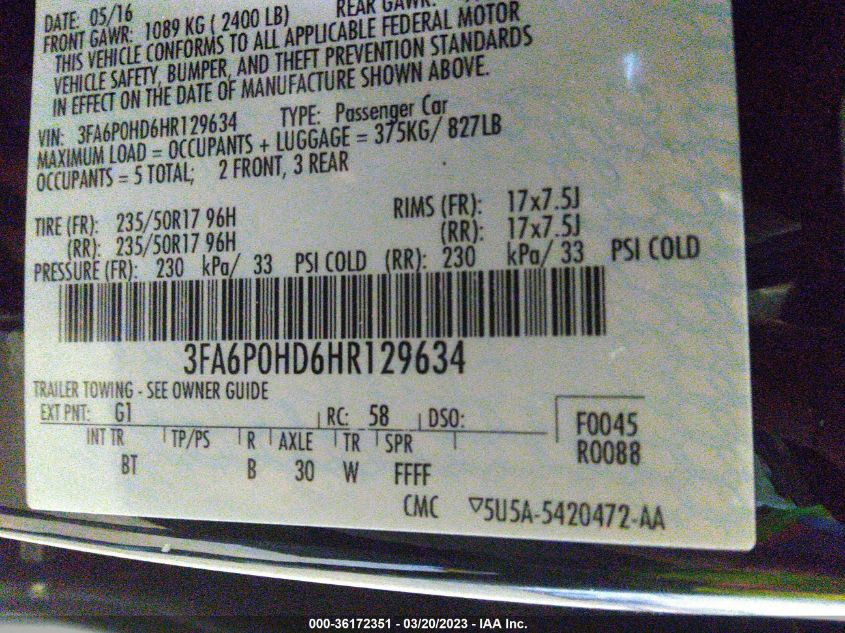 DATE: 05/16
FRONT GAWR: 1089 KG ( 2400 LB) REAR GAWR:
THIS VEHICLE CONFORMS TO ALL APPLICABLE FEDERAL MOTOR
VEHICLE SAFETY, BUMPER, AND THEFT PREVENTION STANDARDS
IN EFFECT ON THE DATE OF MANUFACTURE SHOWN ABOVE.
VIN: 3FA6P0HD6HR129634 TYPE: Passenger Car
MAXIMUM LOAD = OCCUPANTS + LUGGAGE = 375KG/ 827LB
OCCUPANTS = 5 TOTAL; 2 FRONT, 3 REAR
TIRE (FR): 235/50R17 96H RIMS (FR): 17x7.5J
(RR): 235/50R17 96H (RR): 17x7.5J
PRESSURE (FR): 230 kPa/ 33 PSI COLD (RR): 230 kPa/ 33 PSI COLD
3FA6P0HD6HR129634
TRAILER TOWING - SEE OWNER GUIDE
EXT PNT: G1 RC: 58 DSO: F0045
INT TR TP/PS R AXLE TR SPR R0088
BT B 30 W FFFF
CMC ▽5U5A-5420472-AA
000-36172351 - 03/20/2023 - IAA Inc.